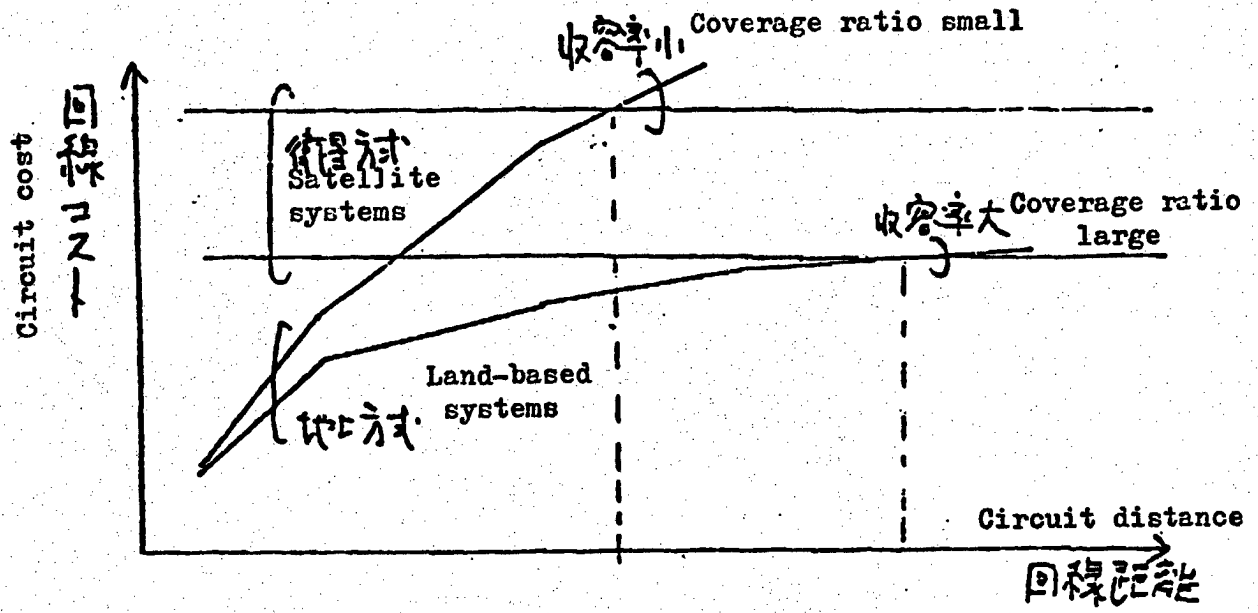 収容率小 Coverage ratio small
回線コスト
Circuit cost
衛星方式
Satellite
systems
収容率大 Coverage ratio
large
Land-based
systems
地上方式
Circuit distance
回線距離